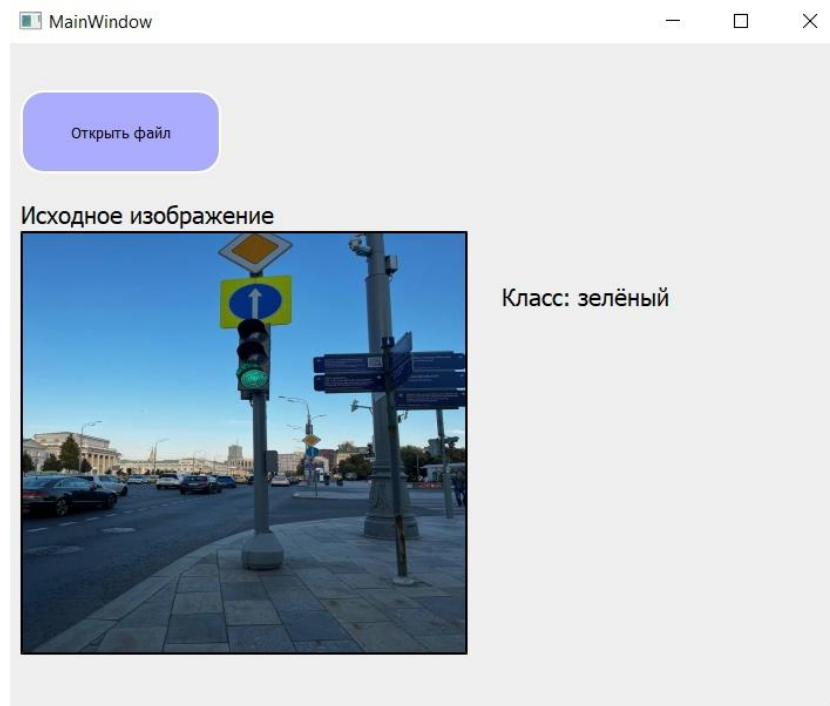 MainWindow
Открыть файл
Исходное изображение
Класс: зелёный